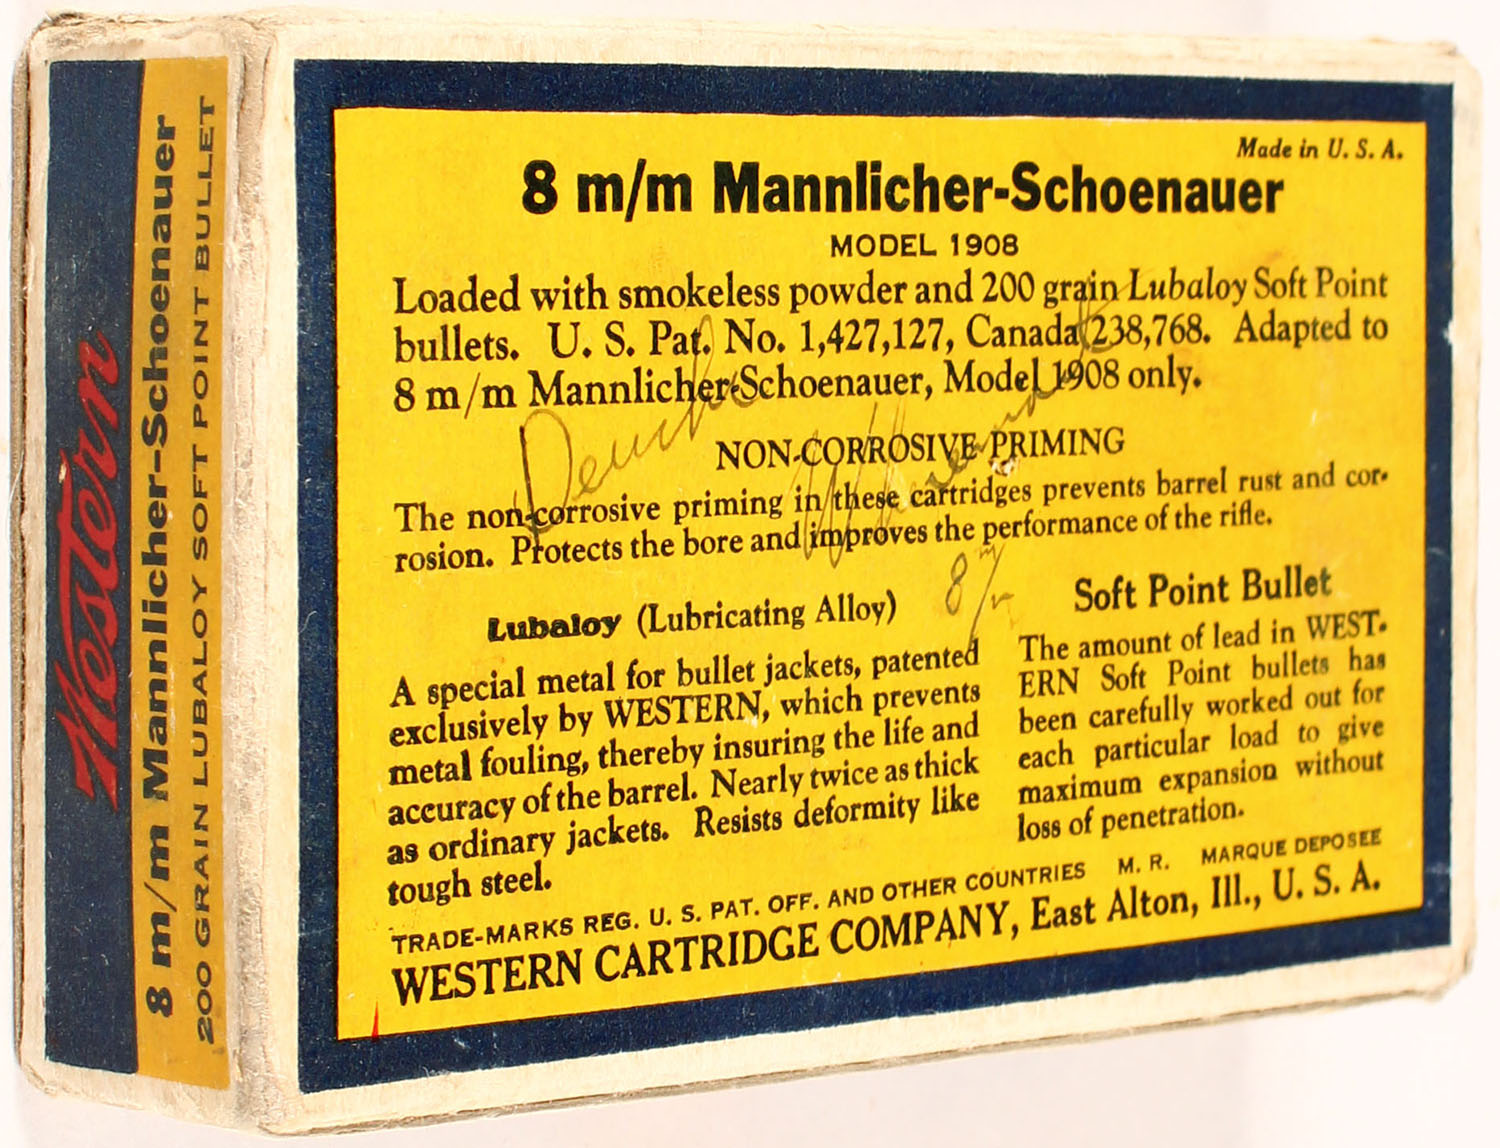 Western
8 m/m Mannlicher-Schoenauer
200 GRAIN LUBALOY SOFT POINT BULLET
Made in U. S. A.
8 m/m Mannlicher-Schoenauer
MODEL 1908
Loaded with smokeless powder and 200 grain Lubaloy Soft Point
bullets. U. S. Pat. No. 1,427,127, Canada 238,768. Adapted to
8 m/m Mannlicher-Schoenauer, Model 1908 only.
NON-CORROSIVE PRIMING
The non-corrosive priming in these cartridges prevents barrel rust and cor-
rosion. Protects the bore and improves the performance of the rifle.
8 m/m
Lubaloy (Lubricating Alloy)
A special metal for bullet jackets, patented
exclusively by WESTERN, which prevents
metal fouling, thereby insuring the life and
accuracy of the barrel. Nearly twice as thick
as ordinary jackets. Resists deformity like
tough steel.
Soft Point Bullet
The amount of lead in WEST-
ERN Soft Point bullets has
been carefully worked out for
each particular load to give
maximum expansion without
loss of penetration.
TRADE-MARKS REG. U. S. PAT. OFF. AND OTHER COUNTRIES M. R. MARQUE DEPOSEE
WESTERN CARTRIDGE COMPANY, East Alton, Ill., U. S. A.